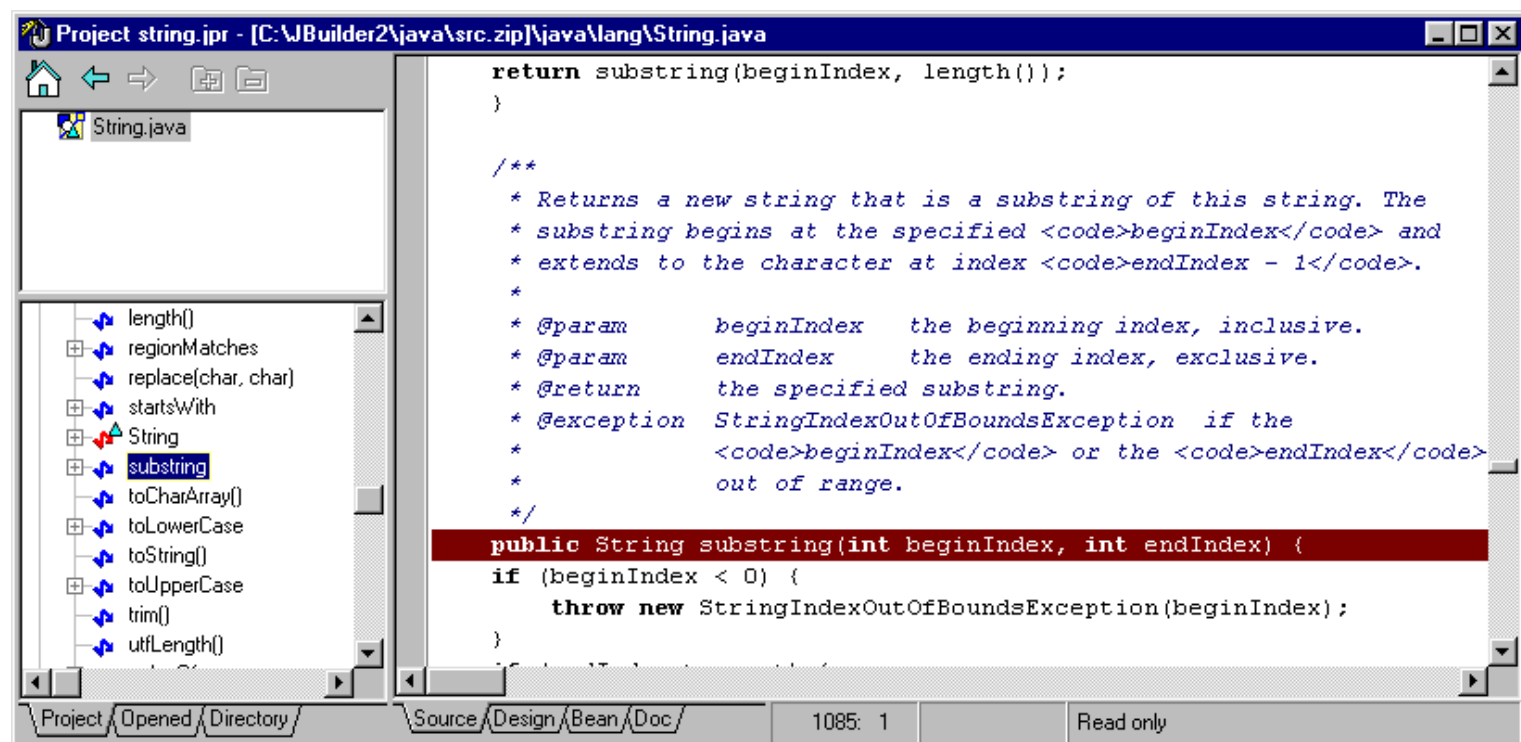 Project string.jpr - [C:\JBuilder2\java\src.zip]\java\lang\String.java
String.java
length()
regionMatches
replace(char, char)
startsWith
String
substring
toCharArray()
toLowerCase
toString()
toUpperCase
trim()
utfLength()
Project
Opened
Directory
return substring(beginIndex, length());
}
/**
* Returns a new string that is a substring of this string. The
* substring begins at the specified <code>beginIndex</code> and
* extends to the character at index <code>endIndex - 1</code>.
*
* @param beginIndex the beginning index, inclusive.
* @param endIndex the ending index, exclusive.
* @return the specified substring.
* @exception StringIndexOutOfBoundsException if the
* <code>beginIndex</code> or the <code>endIndex</code>
* out of range.
*/
public String substring(int beginIndex, int endIndex) {
if (beginIndex < 0) {
throw new StringIndexOutOfBoundsException(beginIndex);
}
Source
Design
Bean
Doc
1085: 1
Read only